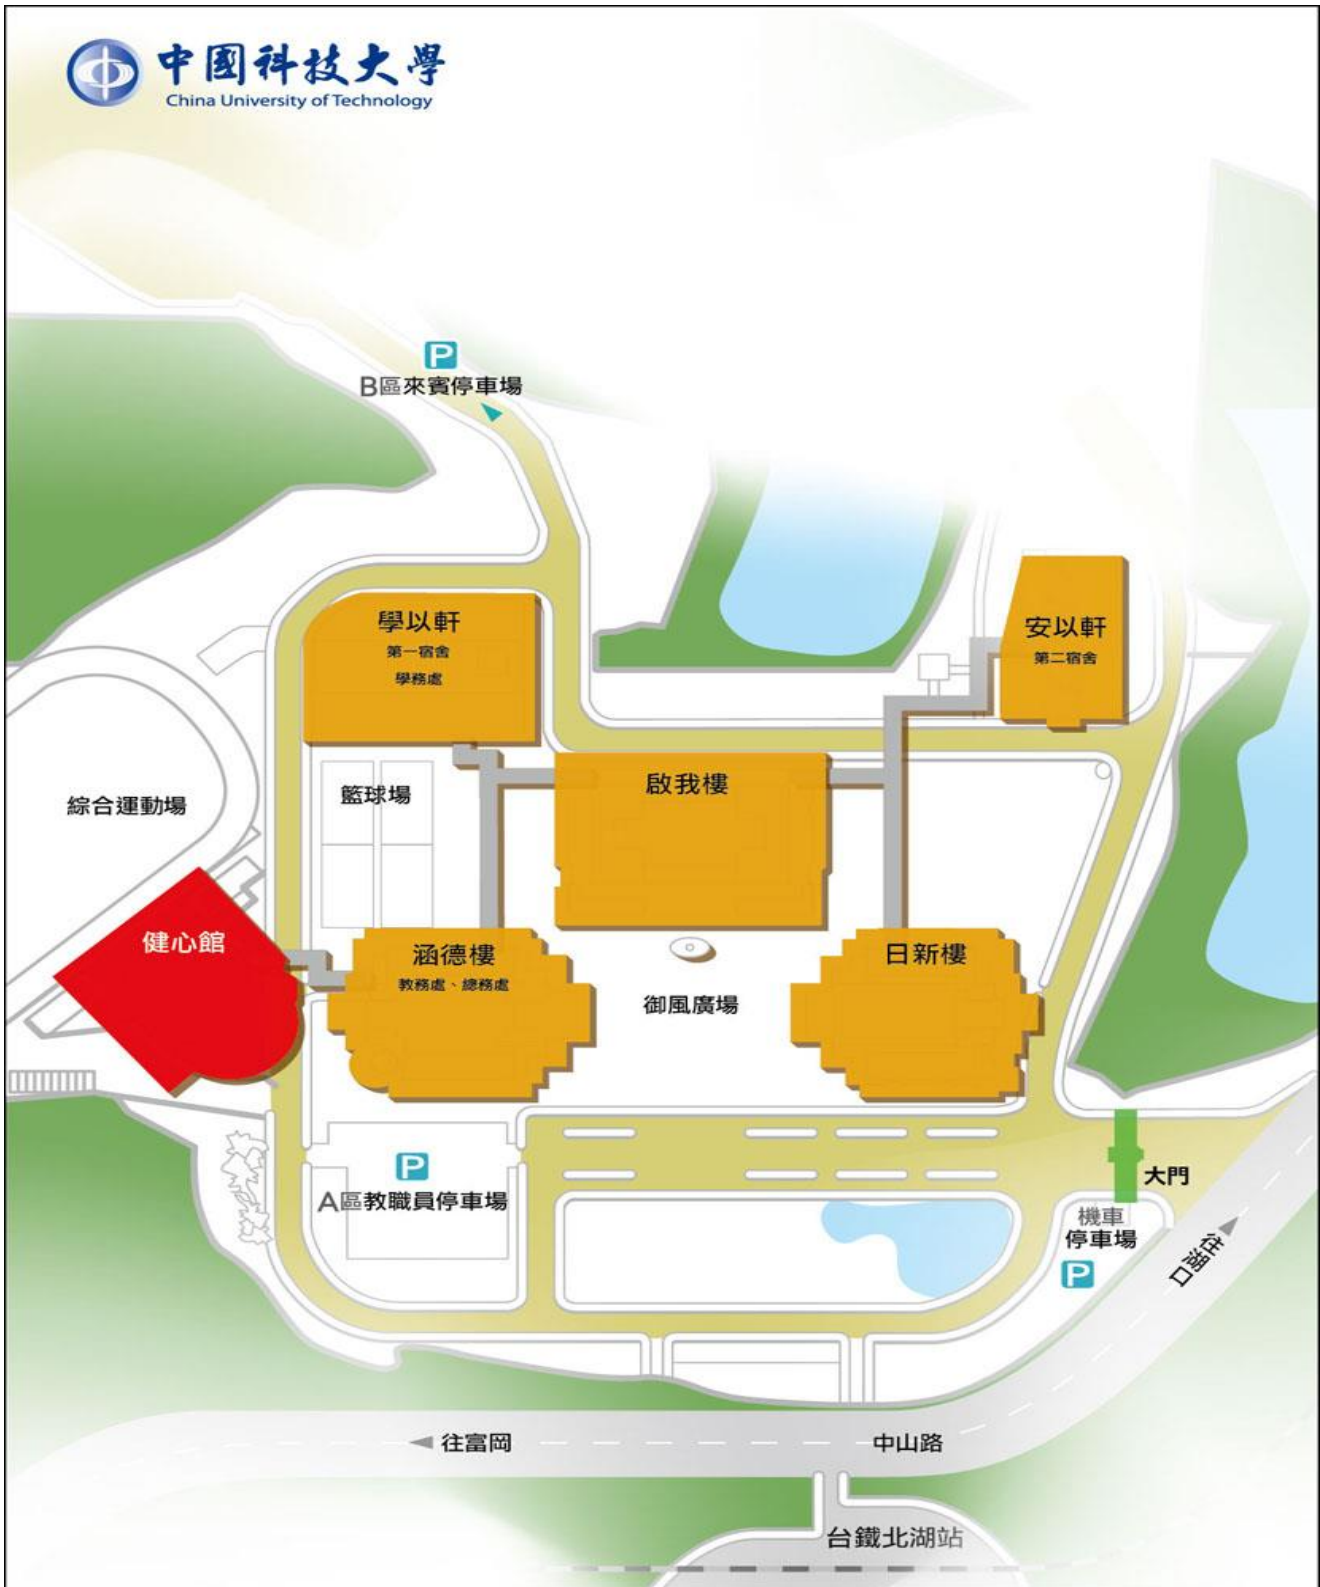 中國科技大學
China University of Technology
P
B區來賓停車場
學以軒
第一宿舍
學務處
安以軒
第二宿舍
啟我樓
籃球場
綜合運動場
健心館
涵德樓
教務處、總務處
日新樓
御風廣場
P
A區教職員停車場
大門
機車
停車場
P
往湖口
往富岡
中山路
台鐵北湖站